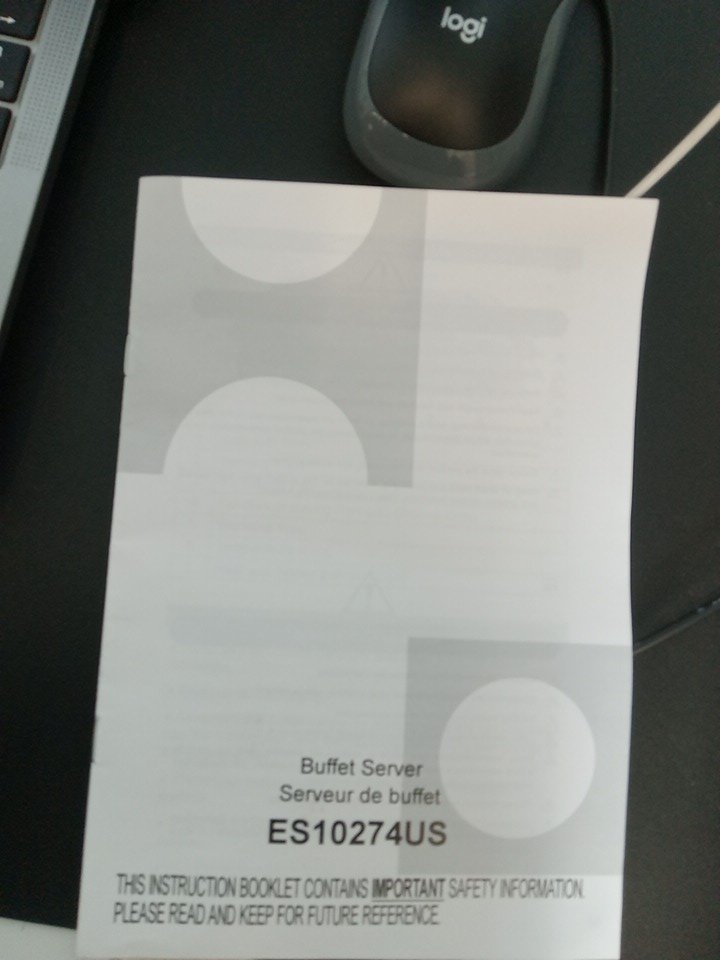 logi
Buffet Server
Serveur de buffet
ES10274US
THIS INSTRUCTION BOOKLET CONTAINS IMPORTANT SAFETY INFORMATION.
PLEASE READ AND KEEP FOR FUTURE REFERENCE.